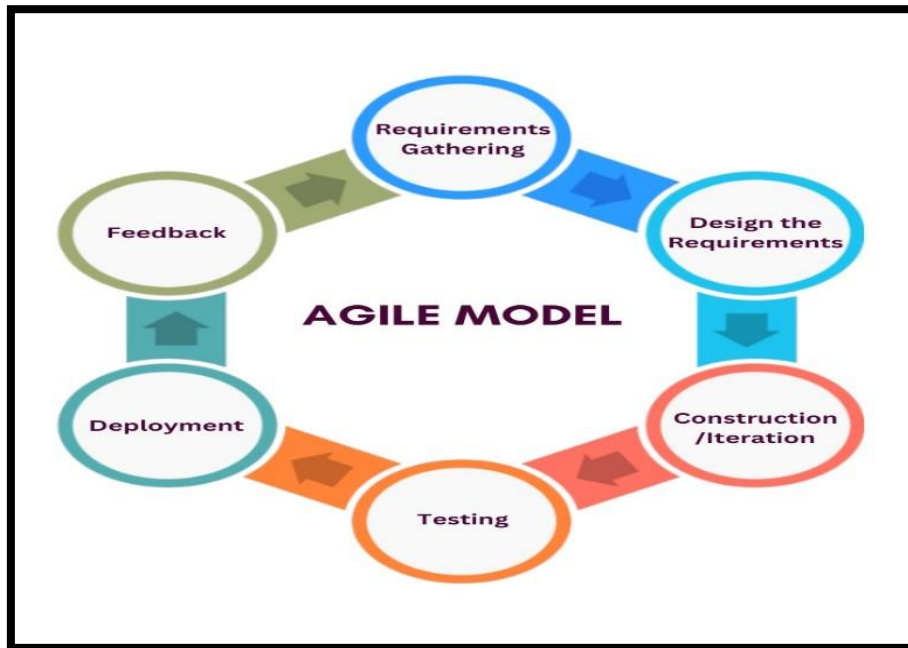 Requirements
Gathering
Design the
Requirements
Construction
/Iteration
Testing
Deployment
Feedback
AGILE MODEL